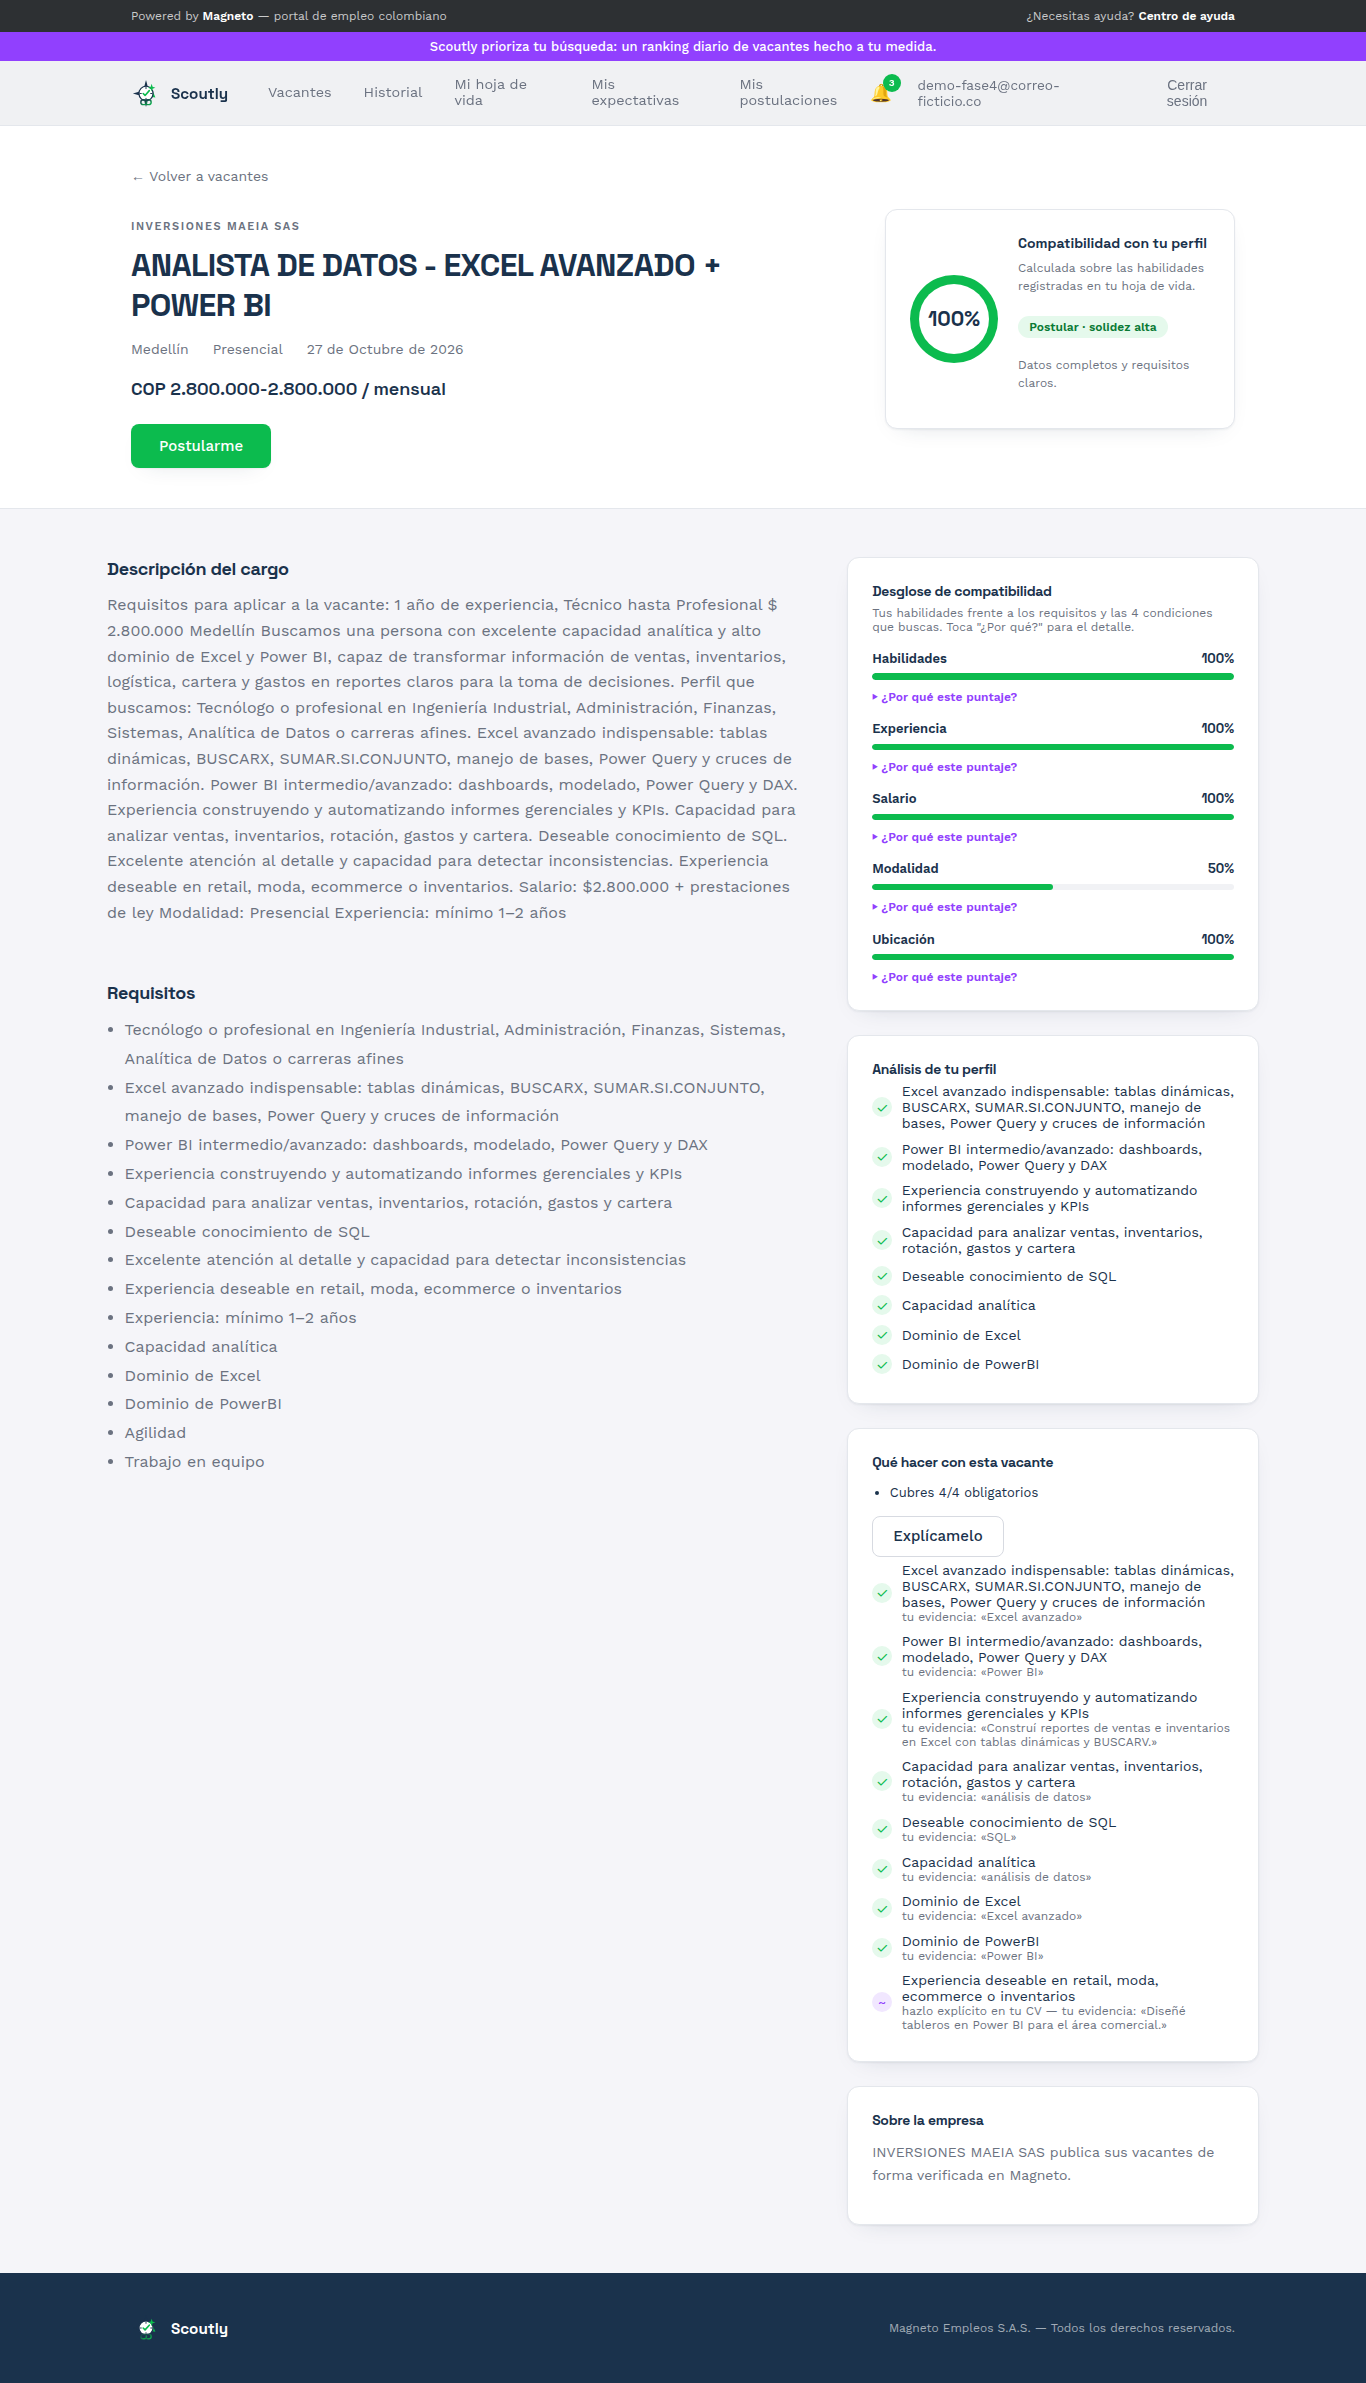 Powered by Magneto — portal de empleo colombiano
¿Necesitas ayuda? Centro de ayuda
Scoutly prioriza tu búsqueda: un ranking diario de vacantes hecho a tu medida.
Scoutly
Vacantes
Historial
Mi hoja de
vida
Mis
expectativas
Mis
postulaciones
3
demo-fase4@correo-
ficticio.co
Cerrar
sesión
← Volver a vacantes
INVERSIONES MAEIA SAS
ANALISTA DE DATOS - EXCEL AVANZADO +
POWER BI
Medellín Presencial 27 de Octubre de 2026
COP 2.800.000-2.800.000 / mensual
Postularme
100%
Compatibilidad con tu perfil
Calculada sobre las habilidades
registradas en tu hoja de vida.
Postular · solidez alta
Datos completos y requisitos
claros.
Descripción del cargo
Requisitos para aplicar a la vacante: 1 año de experiencia, Técnico hasta Profesional $
2.800.000 Medellín Buscamos una persona con excelente capacidad analítica y alto
dominio de Excel y Power BI, capaz de transformar información de ventas, inventarios,
logística, cartera y gastos en reportes claros para la toma de decisiones. Perfil que
buscamos: Tecnólogo o profesional en Ingeniería Industrial, Administración, Finanzas,
Sistemas, Analítica de Datos o carreras afines. Excel avanzado indispensable: tablas
dinámicas, BUSCARX, SUMAR.SI.CONJUNTO, manejo de bases, Power Query y cruces de
información. Power BI intermedio/avanzado: dashboards, modelado, Power Query y DAX.
Experiencia construyendo y automatizando informes gerenciales y KPIs. Capacidad para
analizar ventas, inventarios, rotación, gastos y cartera. Deseable conocimiento de SQL.
Excelente atención al detalle y capacidad para detectar inconsistencias. Experiencia
deseable en retail, moda, ecommerce o inventarios. Salario: $2.800.000 + prestaciones
de ley Modalidad: Presencial Experiencia: mínimo 1–2 años
Requisitos
• Tecnólogo o profesional en Ingeniería Industrial, Administración, Finanzas, Sistemas,
Analítica de Datos o carreras afines
• Excel avanzado indispensable: tablas dinámicas, BUSCARX, SUMAR.SI.CONJUNTO,
manejo de bases, Power Query y cruces de información
• Power BI intermedio/avanzado: dashboards, modelado, Power Query y DAX
• Experiencia construyendo y automatizando informes gerenciales y KPIs
• Capacidad para analizar ventas, inventarios, rotación, gastos y cartera
• Deseable conocimiento de SQL
• Excelente atención al detalle y capacidad para detectar inconsistencias
• Experiencia deseable en retail, moda, ecommerce o inventarios
• Experiencia: mínimo 1–2 años
• Capacidad analítica
• Dominio de Excel
• Dominio de PowerBI
• Agilidad
• Trabajo en equipo
Desglose de compatibilidad
Tus habilidades frente a los requisitos y las 4 condiciones
que buscas. Toca "¿Por qué?" para el detalle.
Habilidades 100%
▸ ¿Por qué este puntaje?
Experiencia 100%
▸ ¿Por qué este puntaje?
Salario 100%
▸ ¿Por qué este puntaje?
Modalidad 50%
▸ ¿Por qué este puntaje?
Ubicación 100%
▸ ¿Por qué este puntaje?
Análisis de tu perfil
Excel avanzado indispensable: tablas dinámicas,
BUSCARX, SUMAR.SI.CONJUNTO, manejo de
bases, Power Query y cruces de información
Power BI intermedio/avanzado: dashboards,
modelado, Power Query y DAX
Experiencia construyendo y automatizando
informes gerenciales y KPIs
Capacidad para analizar ventas, inventarios,
rotación, gastos y cartera
Deseable conocimiento de SQL
Capacidad analítica
Dominio de Excel
Dominio de PowerBI
Qué hacer con esta vacante
• Cubres 4/4 obligatorios
Explícamelo
Excel avanzado indispensable: tablas dinámicas,
BUSCARX, SUMAR.SI.CONJUNTO, manejo de
bases, Power Query y cruces de información
tu evidencia: «Excel avanzado»
Power BI intermedio/avanzado: dashboards,
modelado, Power Query y DAX
tu evidencia: «Power BI»
Experiencia construyendo y automatizando
informes gerenciales y KPIs
tu evidencia: «Construí reportes de ventas e inventarios
en Excel con tablas dinámicas y BUSCARV.»
Capacidad para analizar ventas, inventarios,
rotación, gastos y cartera
tu evidencia: «análisis de datos»
Deseable conocimiento de SQL
tu evidencia: «SQL»
Capacidad analítica
tu evidencia: «análisis de datos»
Dominio de Excel
tu evidencia: «Excel avanzado»
Dominio de PowerBI
tu evidencia: «Power BI»
~ Experiencia deseable en retail, moda,
ecommerce o inventarios
hazlo explícito en tu CV — tu evidencia: «Diseñé
tableros en Power BI para el área comercial.»
Sobre la empresa
INVERSIONES MAEIA SAS publica sus vacantes de
forma verificada en Magneto.
Scoutly
Magneto Empleos S.A.S. — Todos los derechos reservados.